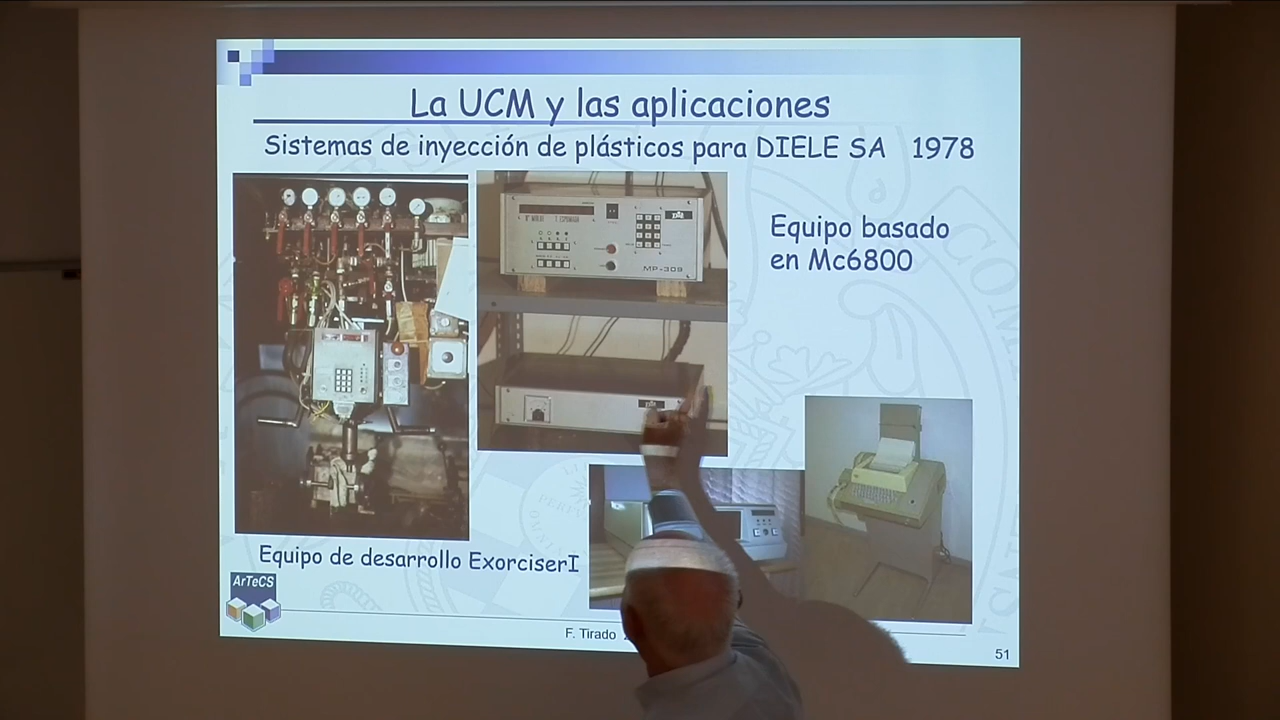 La UCM y las aplicaciones
Sistemas de inyección de plásticos para DIELE SA 1978
Equipo basado
en Mc6800
MP-309
Equipo de desarrollo ExorciserI
ArTeCS
F. Tirado
51